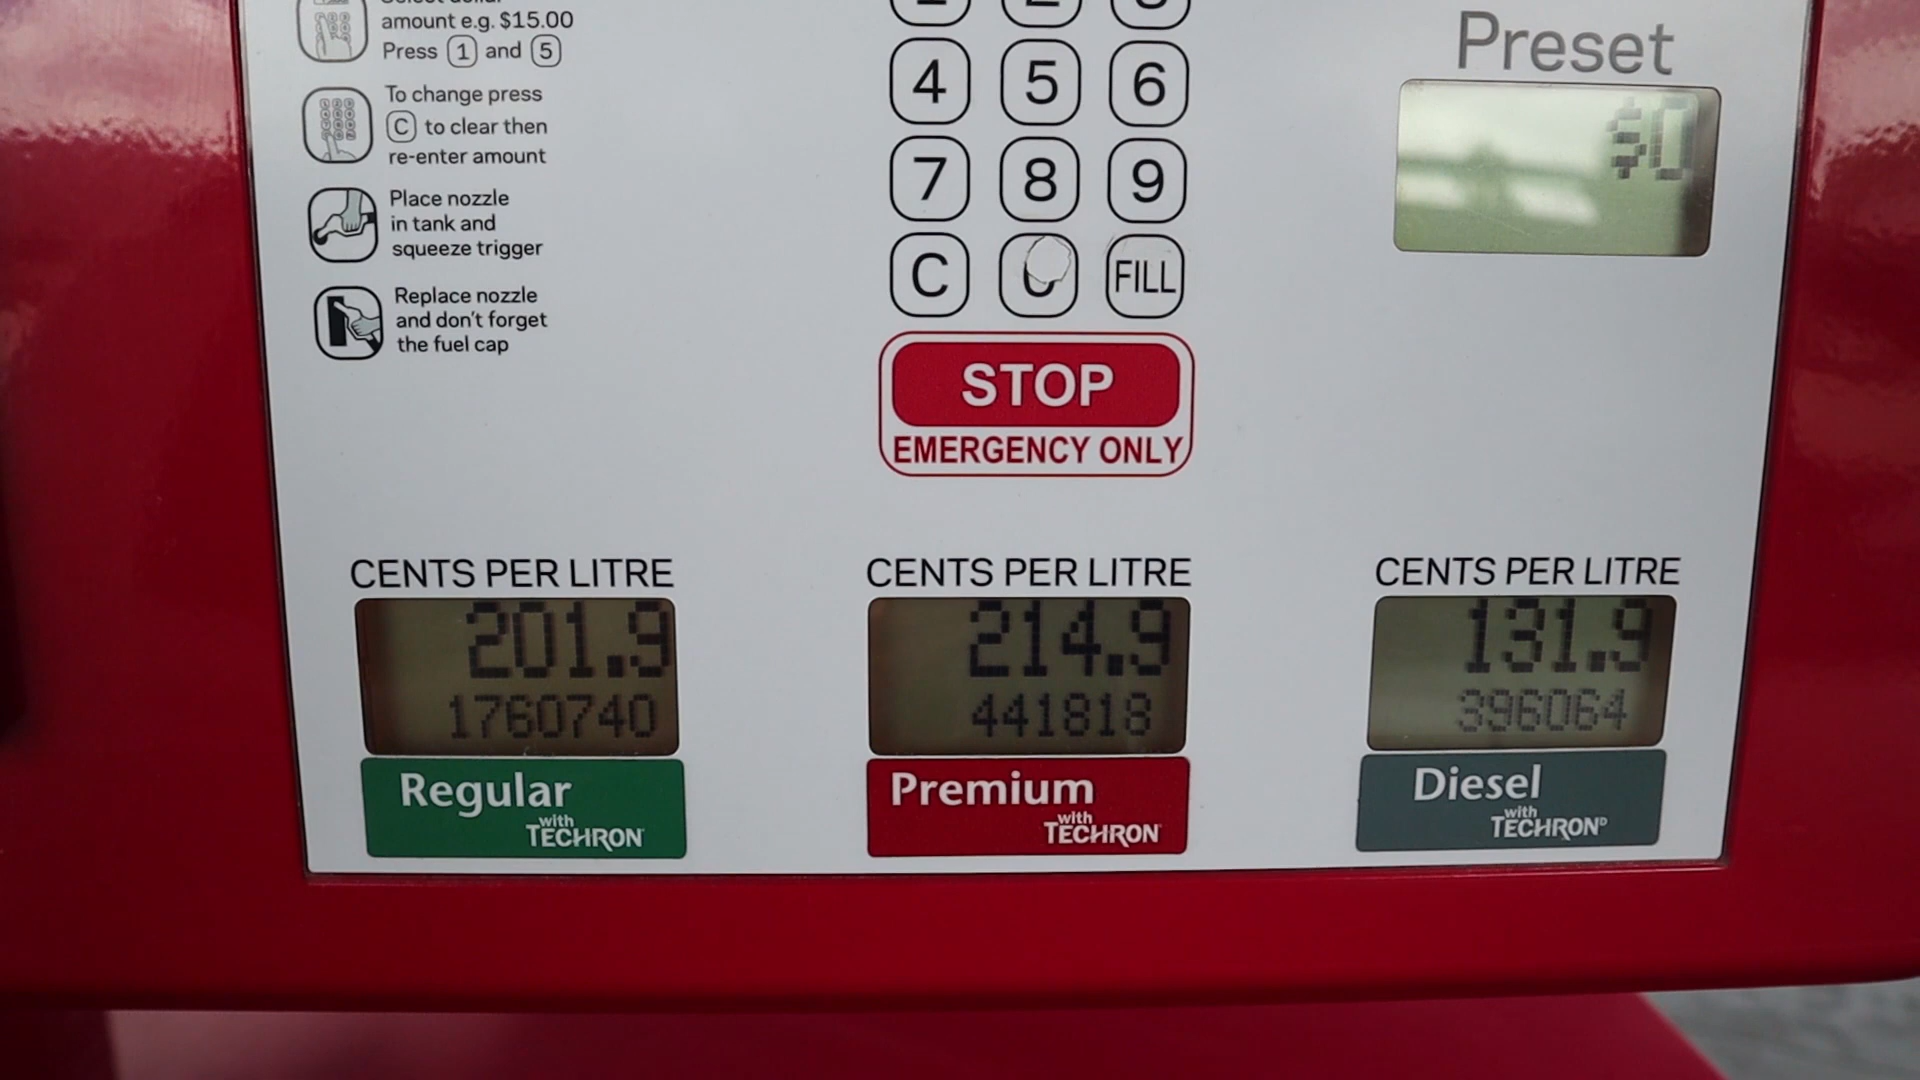 amount e.g. $15.00
Press 1 and 5
To change press
C to clear then
re-enter amount
Place nozzle
in tank and
squeeze trigger
Replace nozzle
and don't forget
the fuel cap
4 5 6
7 8 9
C 0 FILL
STOP
EMERGENCY ONLY
Preset
$0
CENTS PER LITRE
201.9
1760740
Regular
with
TECHRON
CENTS PER LITRE
214.9
441818
Premium
with
TECHRON
CENTS PER LITRE
131.9
396064
Diesel
with
TECHRON D